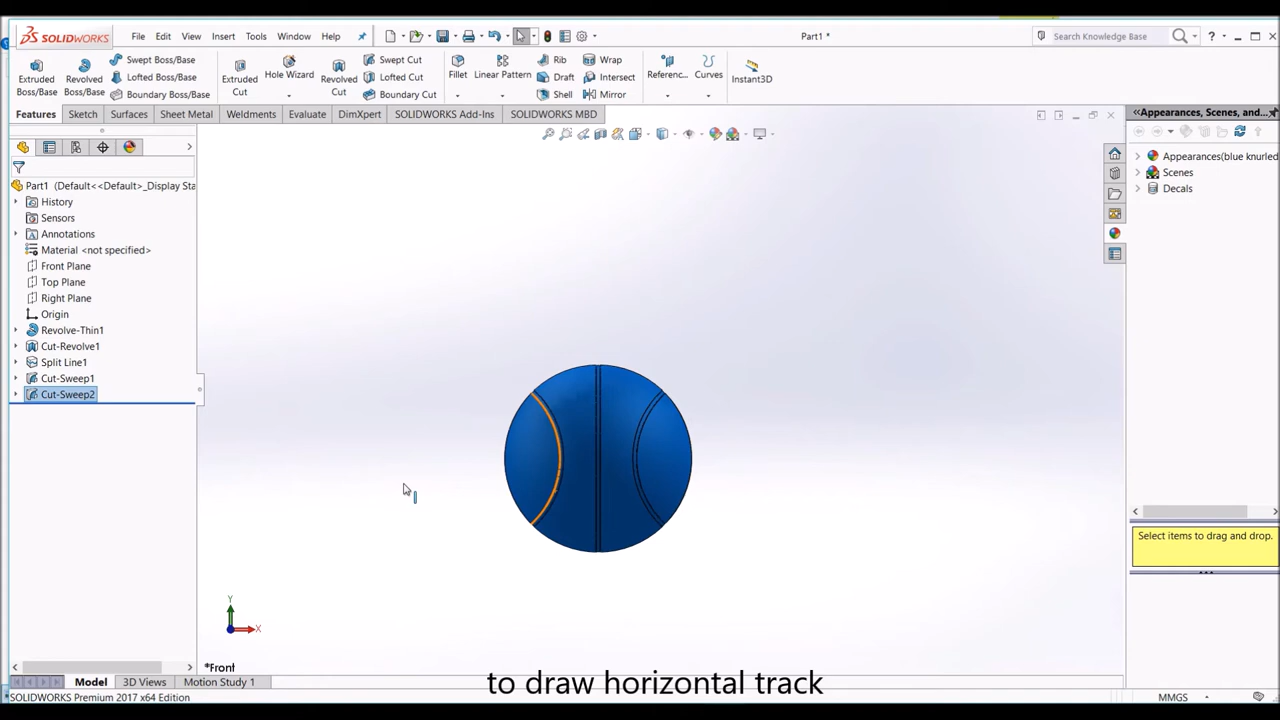 SOLIDWORKS File Edit View Insert Tools Window Help Part1 * Search Knowledge Base ?
Extruded Boss/Base
Revolved Boss/Base
Swept Boss/Base
Lofted Boss/Base
Boundary Boss/Base
Extruded Cut
Hole Wizard
Revolved Cut
Swept Cut
Lofted Cut
Boundary Cut
Fillet
Linear Pattern
Rib
Draft
Shell
Wrap
Intersect
Mirror
Referenc...
Curves
Instant3D
Features Sketch Surfaces Sheet Metal Weldments Evaluate DimXpert SOLIDWORKS Add-Ins SOLIDWORKS MBD
Part1 (Default<<Default>_Display Sta
History
Sensors
Annotations
Material <not specified>
Front Plane
Top Plane
Right Plane
Origin
Revolve-Thin1
Cut-Revolve1
Split Line1
Cut-Sweep1
Cut-Sweep2
Y
X
*Front
«Appearances, Scenes, and...
Appearances(blue knurled
Scenes
Decals
Select items to drag and drop.
to draw horizontal track
Model 3D Views Motion Study 1
SOLIDWORKS Premium 2017 x64 Edition MMGS